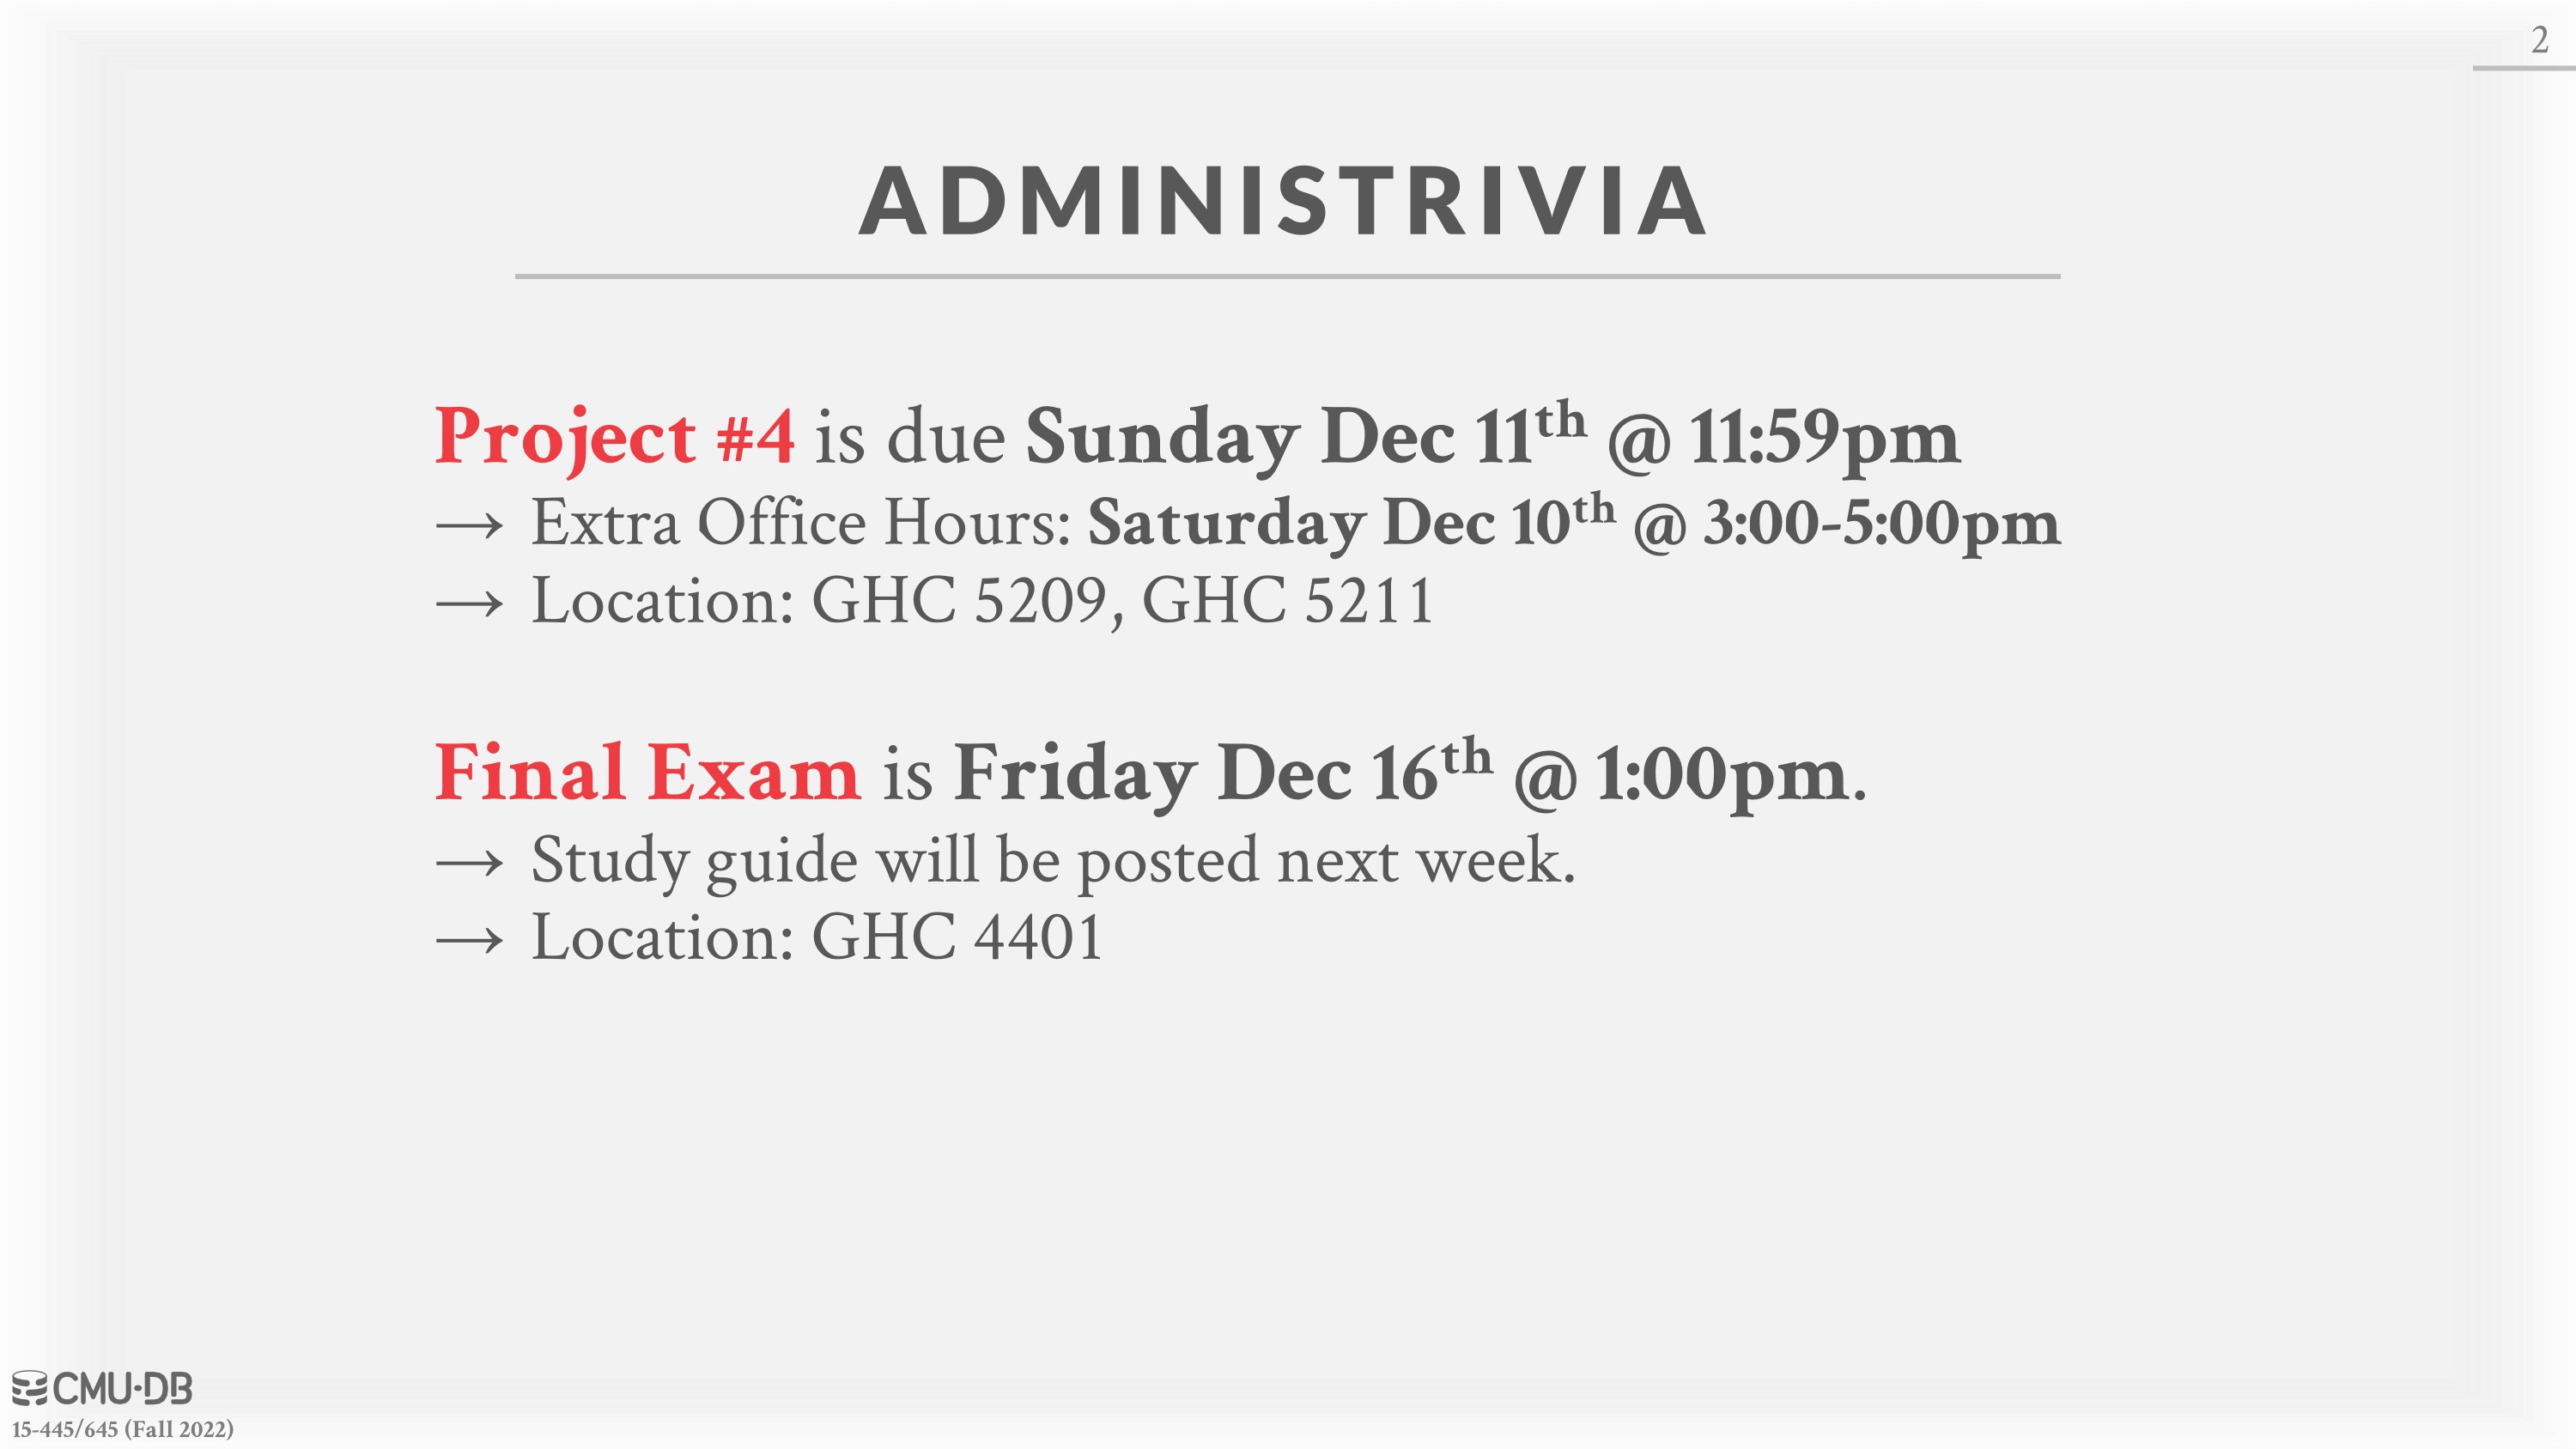 2
ADMINISTRIVIA
Project #4 is due Sunday Dec 11th @ 11:59pm
→ Extra Office Hours: Saturday Dec 10th @ 3:00-5:00pm
→ Location: GHC 5209, GHC 5211
Final Exam is Friday Dec 16th @ 1:00pm.
→ Study guide will be posted next week.
→ Location: GHC 4401
CMU·DB
15-445/645 (Fall 2022)